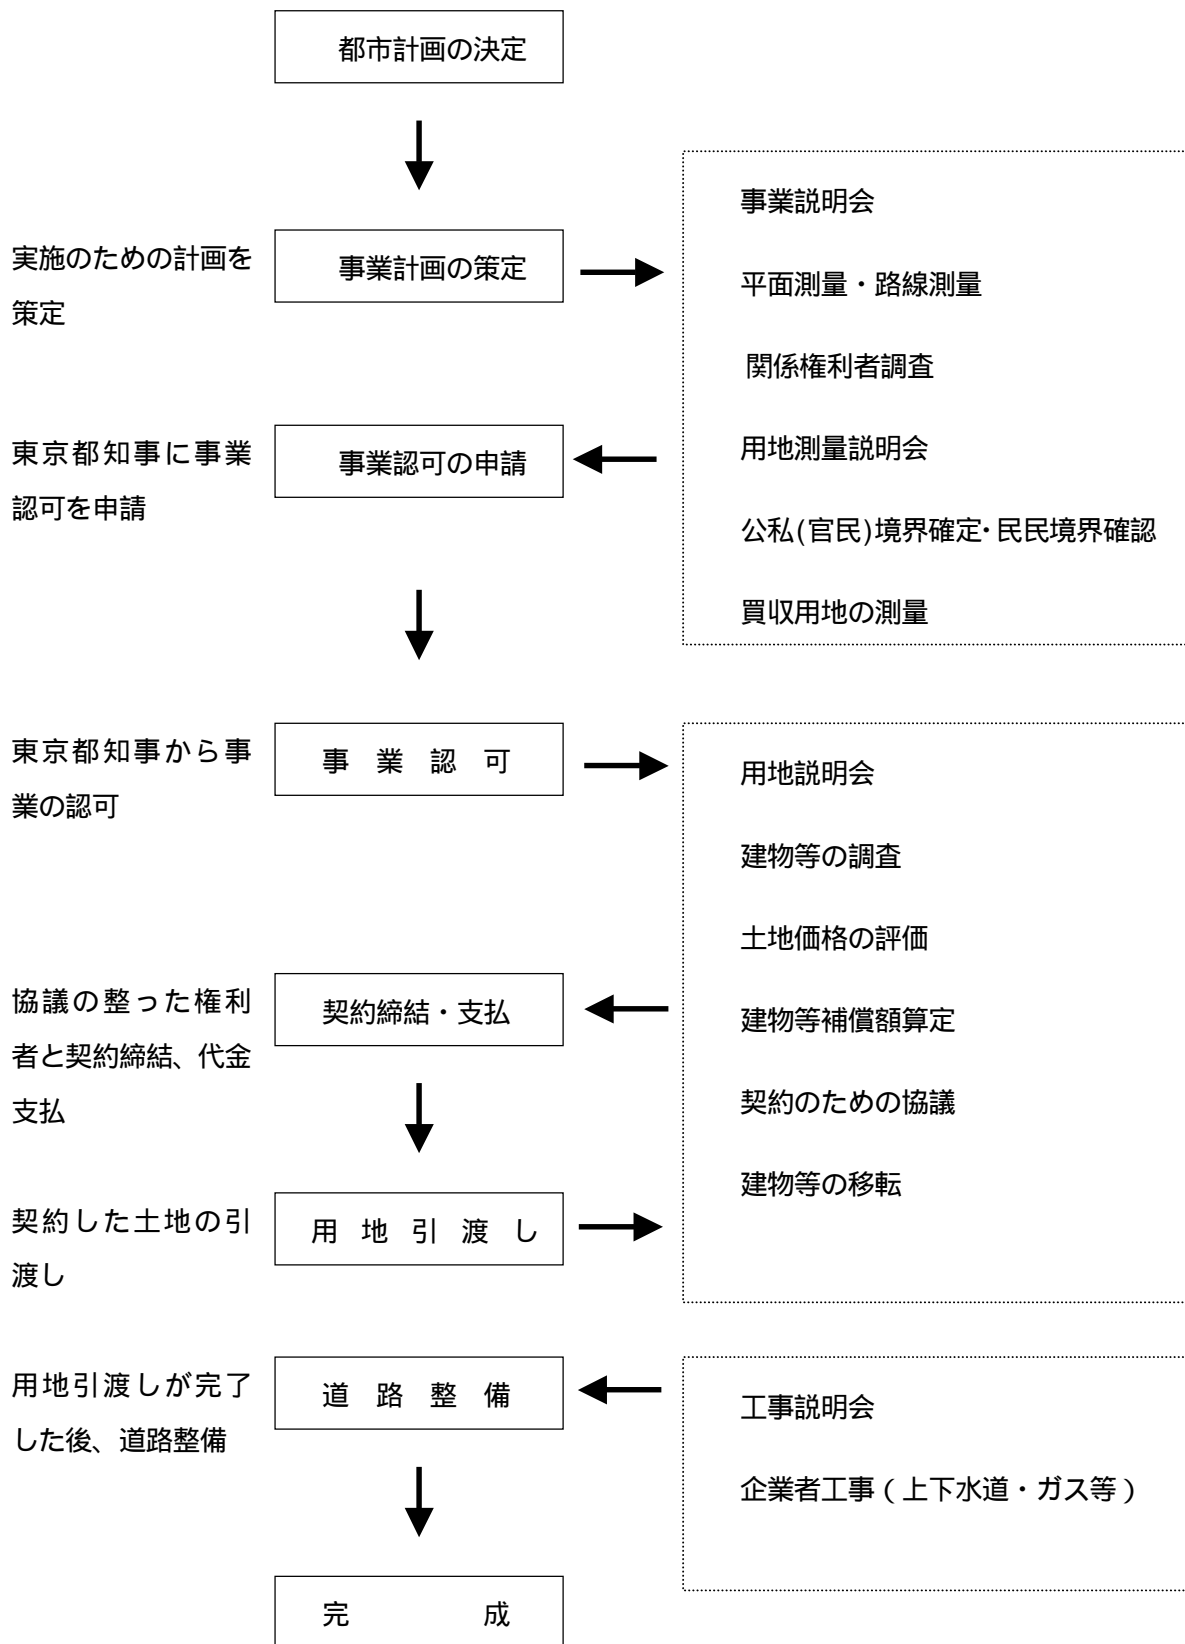 都市計画の決定
実施のための計画を
策定
事業計画の策定
事業説明会
平面測量・路線測量
関係権利者調査
用地測量説明会
公私(官民)境界確定・民民境界確認
買収用地の測量
東京都知事に事業
認可を申請
事業認可の申請
東京都知事から事
業の認可
事業認可
用地説明会
建物等の調査
土地価格の評価
建物等補償額算定
契約のための協議
建物等の移転
協議の整った権利
者と契約締結、代金
支払
契約締結・支払
契約した土地の引
渡し
用地引渡し
用地引渡しが完了
した後、道路整備
道路整備
工事説明会
企業者工事(上下水道・ガス等)
完成